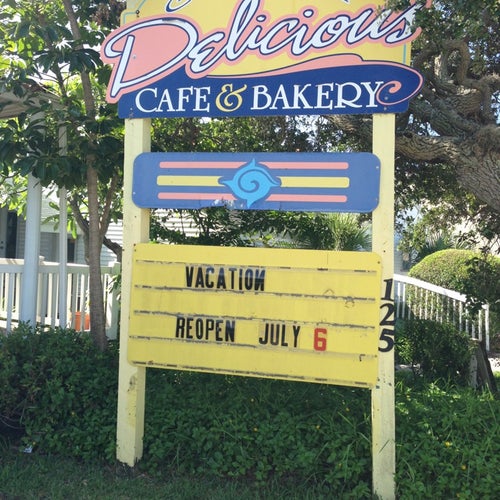 Delicious
CAFE & BAKERY
VACATION
REOPEN JULY 6
125